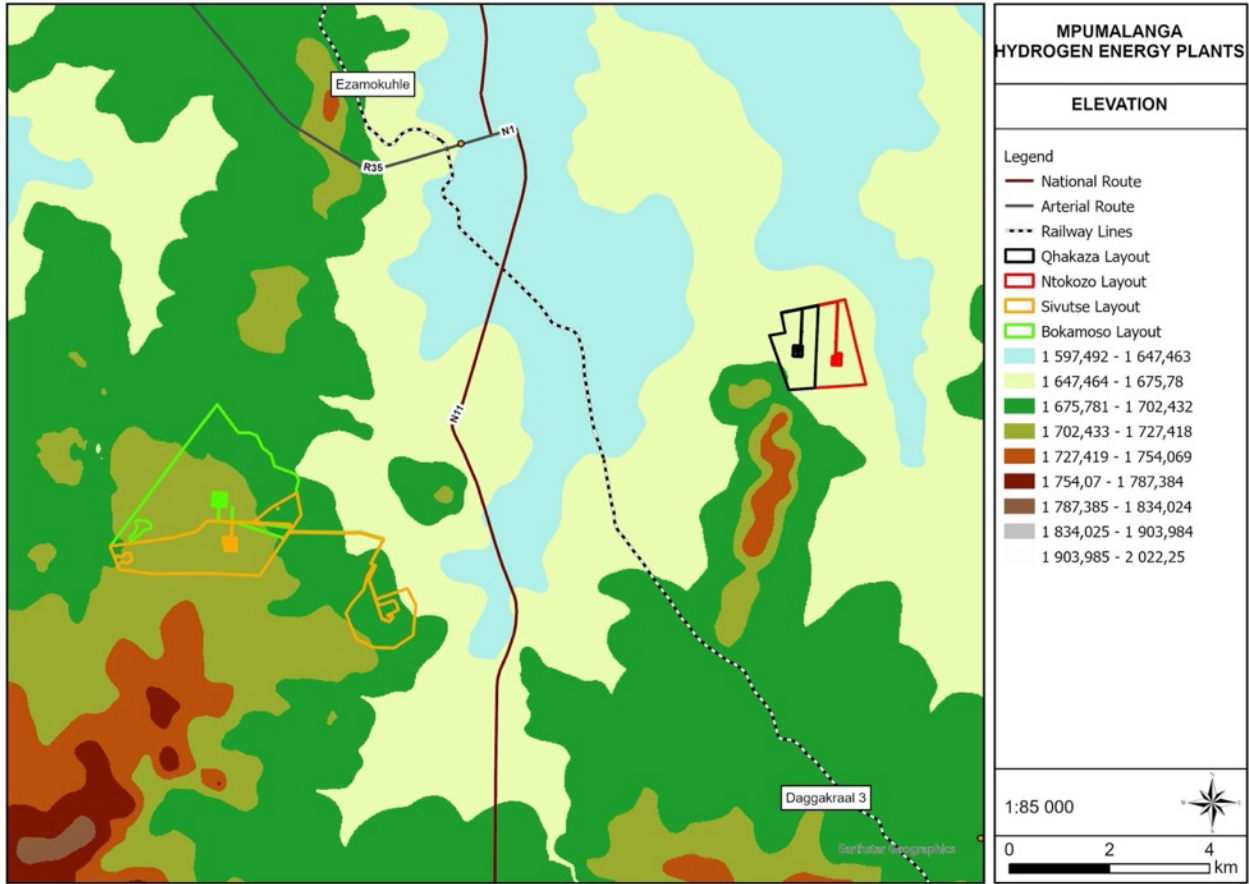 Ezamokuhle
N1
R35
N11
Daggakraal 3
Earthstar Geographics
MPUMALANGA
HYDROGEN ENERGY PLANTS
ELEVATION
Legend
National Route
Arterial Route
Railway Lines
Qhakaza Layout
Ntokozo Layout
Sivutse Layout
Bokamoso Layout
1 597,492 - 1 647,463
1 647,464 - 1 675,78
1 675,781 - 1 702,432
1 702,433 - 1 727,418
1 727,419 - 1 754,069
1 754,07 - 1 787,384
1 787,385 - 1 834,024
1 834,025 - 1 903,984
1 903,985 - 2 022,25
1:85 000
N
W E
S
0 2 4
km